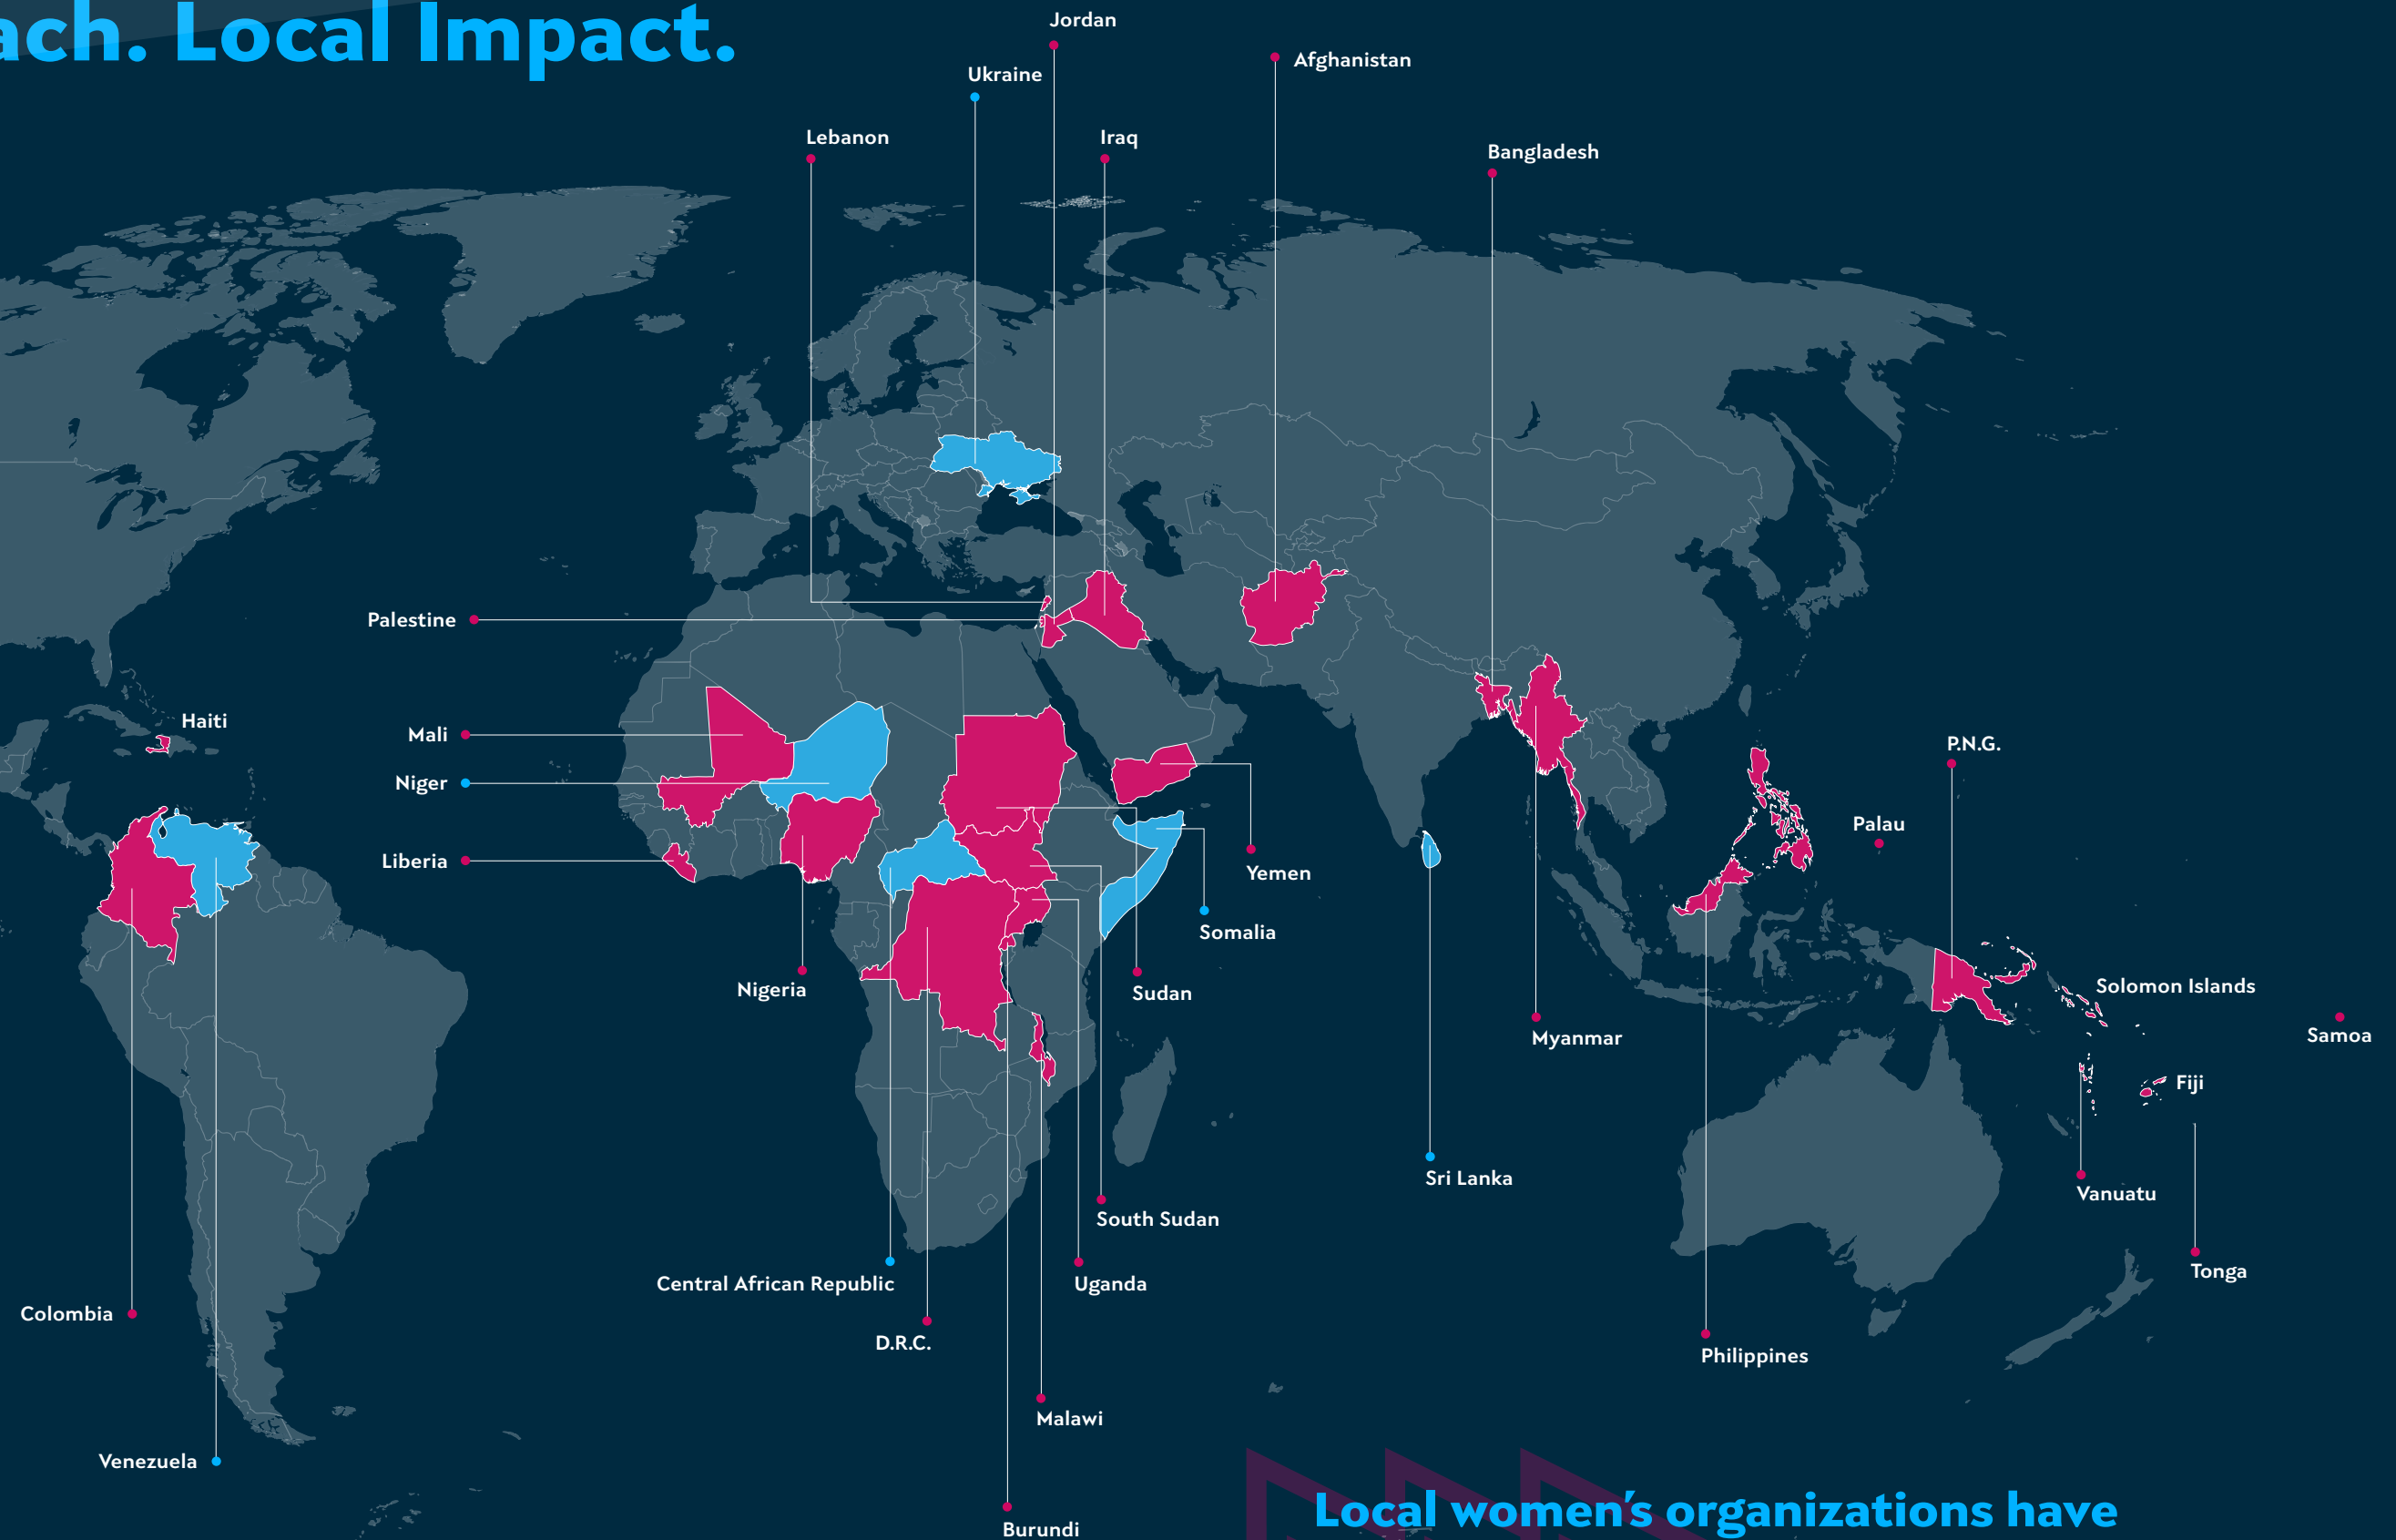 ach. Local Impact.
Jordan
Afghanistan
Ukraine
Lebanon
Iraq
Bangladesh
Palestine
Haiti
Mali
P.N.G.
Niger
Palau
Liberia
Yemen
Somalia
Nigeria
Sudan
Solomon Islands
Myanmar
Samoa
Fiji
Sri Lanka
Vanuatu
South Sudan
Central African Republic
Uganda
Tonga
Colombia
D.R.C.
Philippines
Malawi
Venezuela
Local women’s organizations have
Burundi